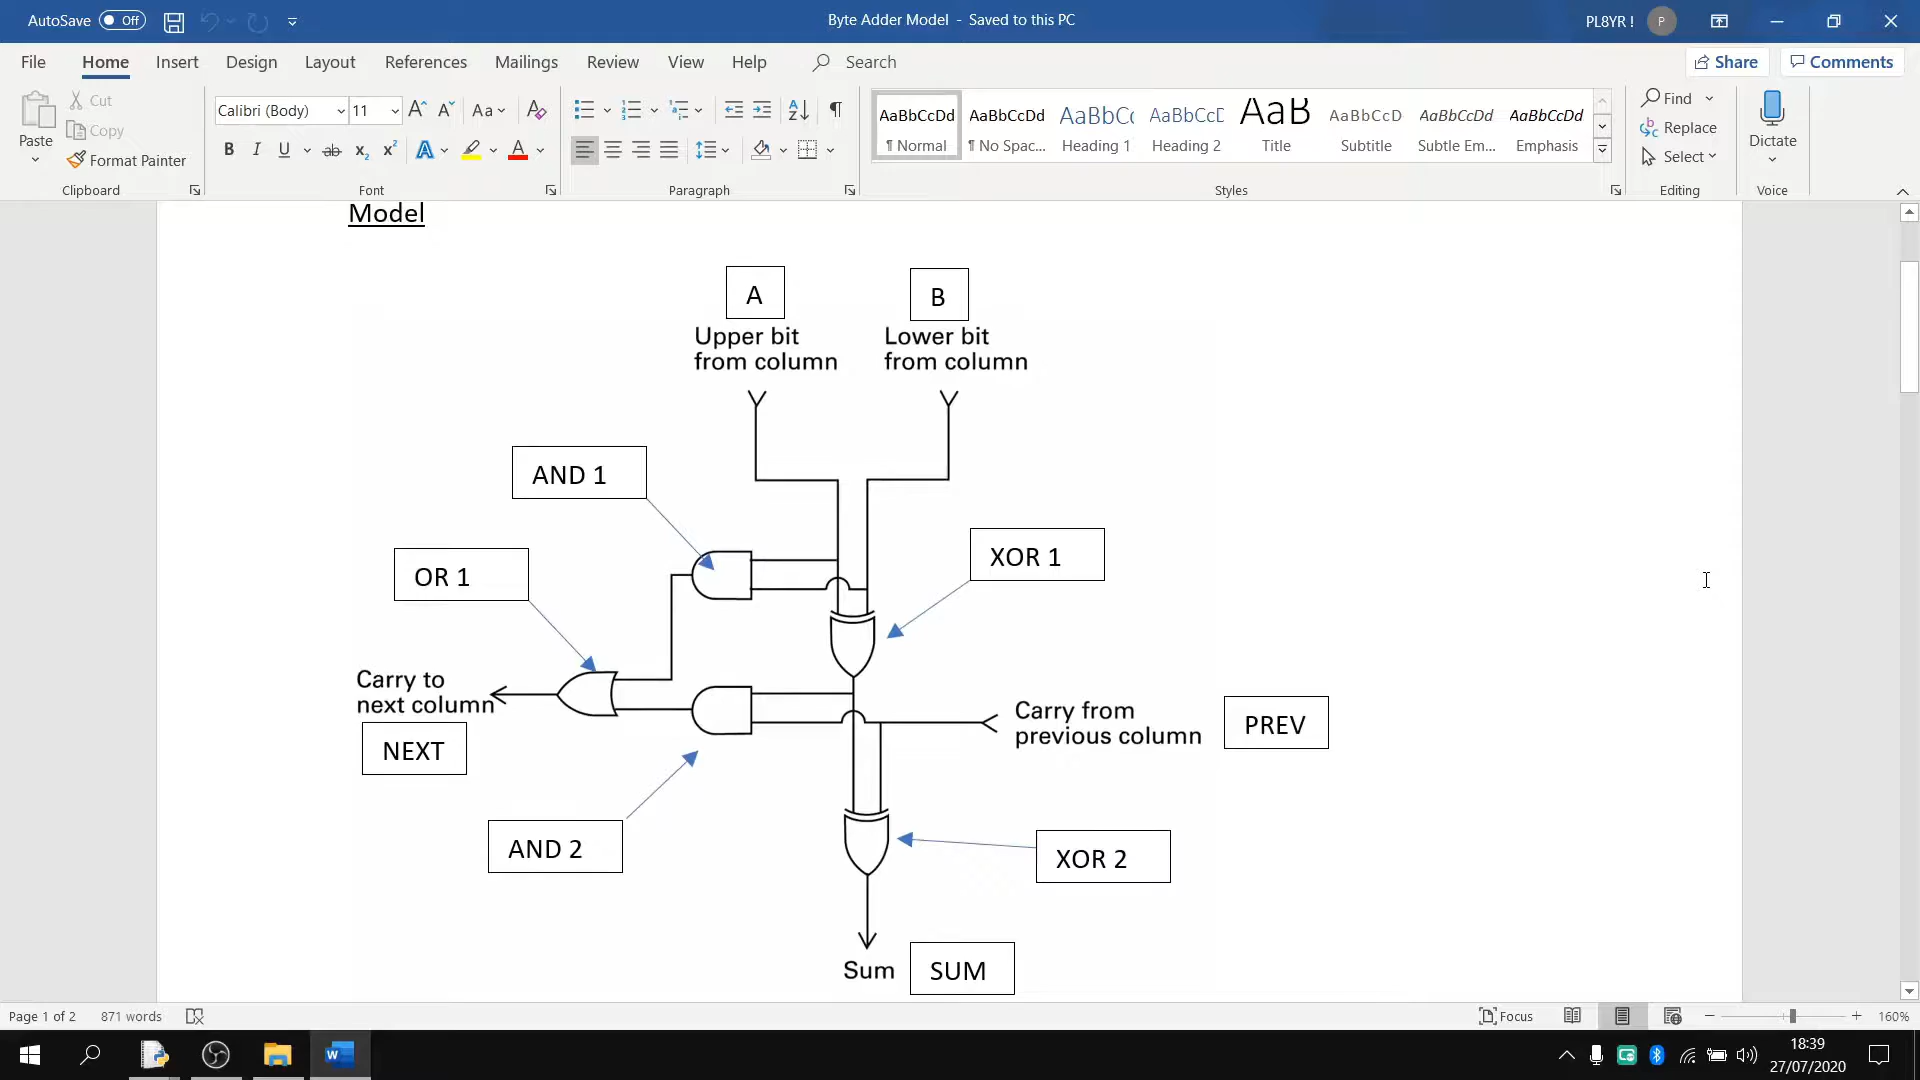 AutoSave Off
Byte Adder Model - Saved to this PC
PL8YR ! P
File Home Insert Design Layout References Mailings Review View Help Search
Share Comments
Paste
Cut
Copy
Format Painter
Clipboard
Calibri (Body) 11
A^ A˅ Aa
B I U ab x₂ x² A A
Font
Paragraph
AaBbCcDd AaBbCcDd AaBbCc AaBbCcD AaB AaBbCcD AaBbCcDd AaBbCcDd
¶ Normal ¶ No Spac... Heading 1 Heading 2 Title Subtitle Subtle Em... Emphasis
Styles
Find
Replace
Select
Editing
Dictate
Voice
Model
A
B
Upper bit
from column
Lower bit
from column
AND 1
XOR 1
OR 1
Carry to
next column
NEXT
Carry from
previous column
PREV
AND 2
XOR 2
Sum
SUM
Page 1 of 2 871 words
Focus
160%
18:39
27/07/2020